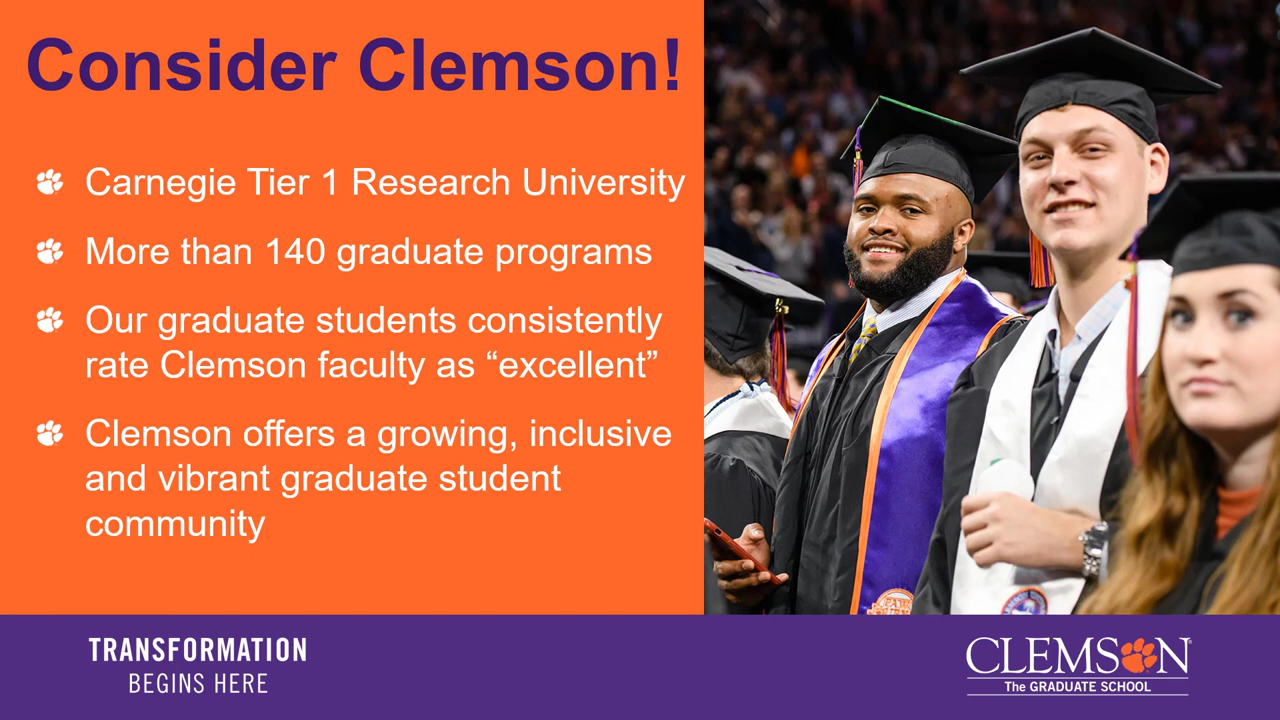 Consider Clemson!
Carnegie Tier 1 Research University
More than 140 graduate programs
Our graduate students consistently
rate Clemson faculty as “excellent”
Clemson offers a growing, inclusive
and vibrant graduate student
community
TRANSFORMATION
BEGINS HERE
CLEMSON
The GRADUATE SCHOOL